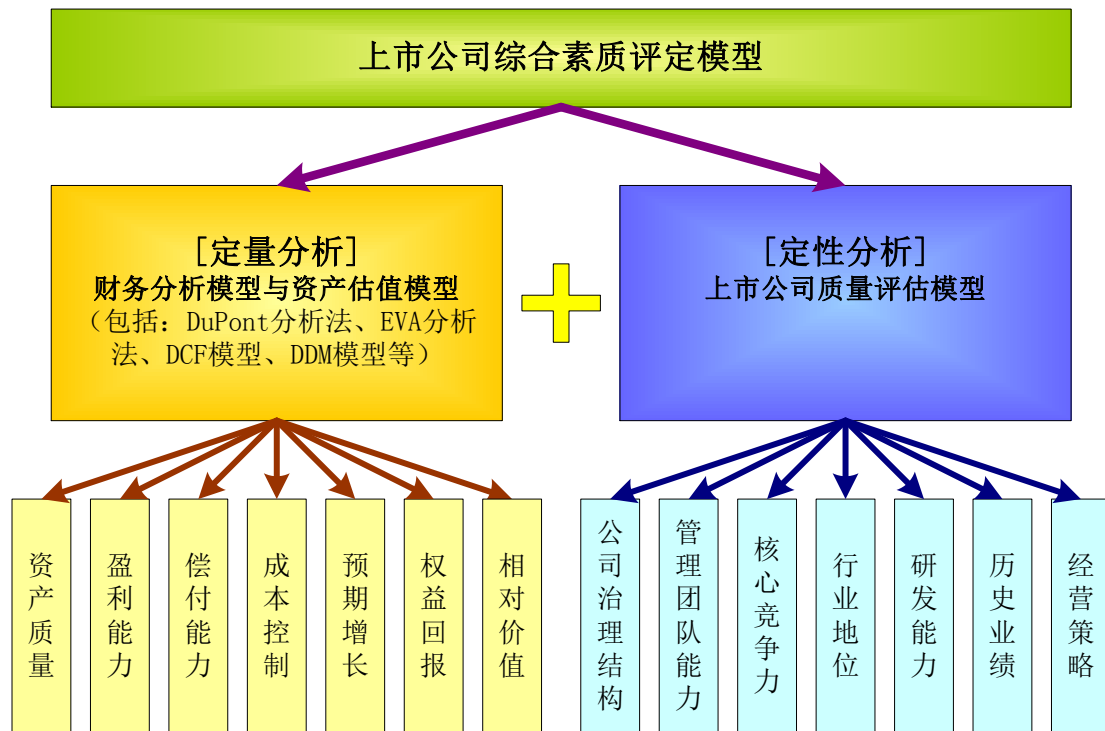 上市公司综合素质评定模型
[定量分析]
财务分析模型与资产估值模型
（包括：DuPont分析法、EVA分析
法、DCF模型、DDM模型等）
[定性分析]
上市公司质量评估模型
资产质量
盈利能力
偿付能力
成本控制
预期增长
权益回报
相对价值
公司治理结构
管理团队能力
核心竞争力
行业地位
研发能力
历史业绩
经营策略